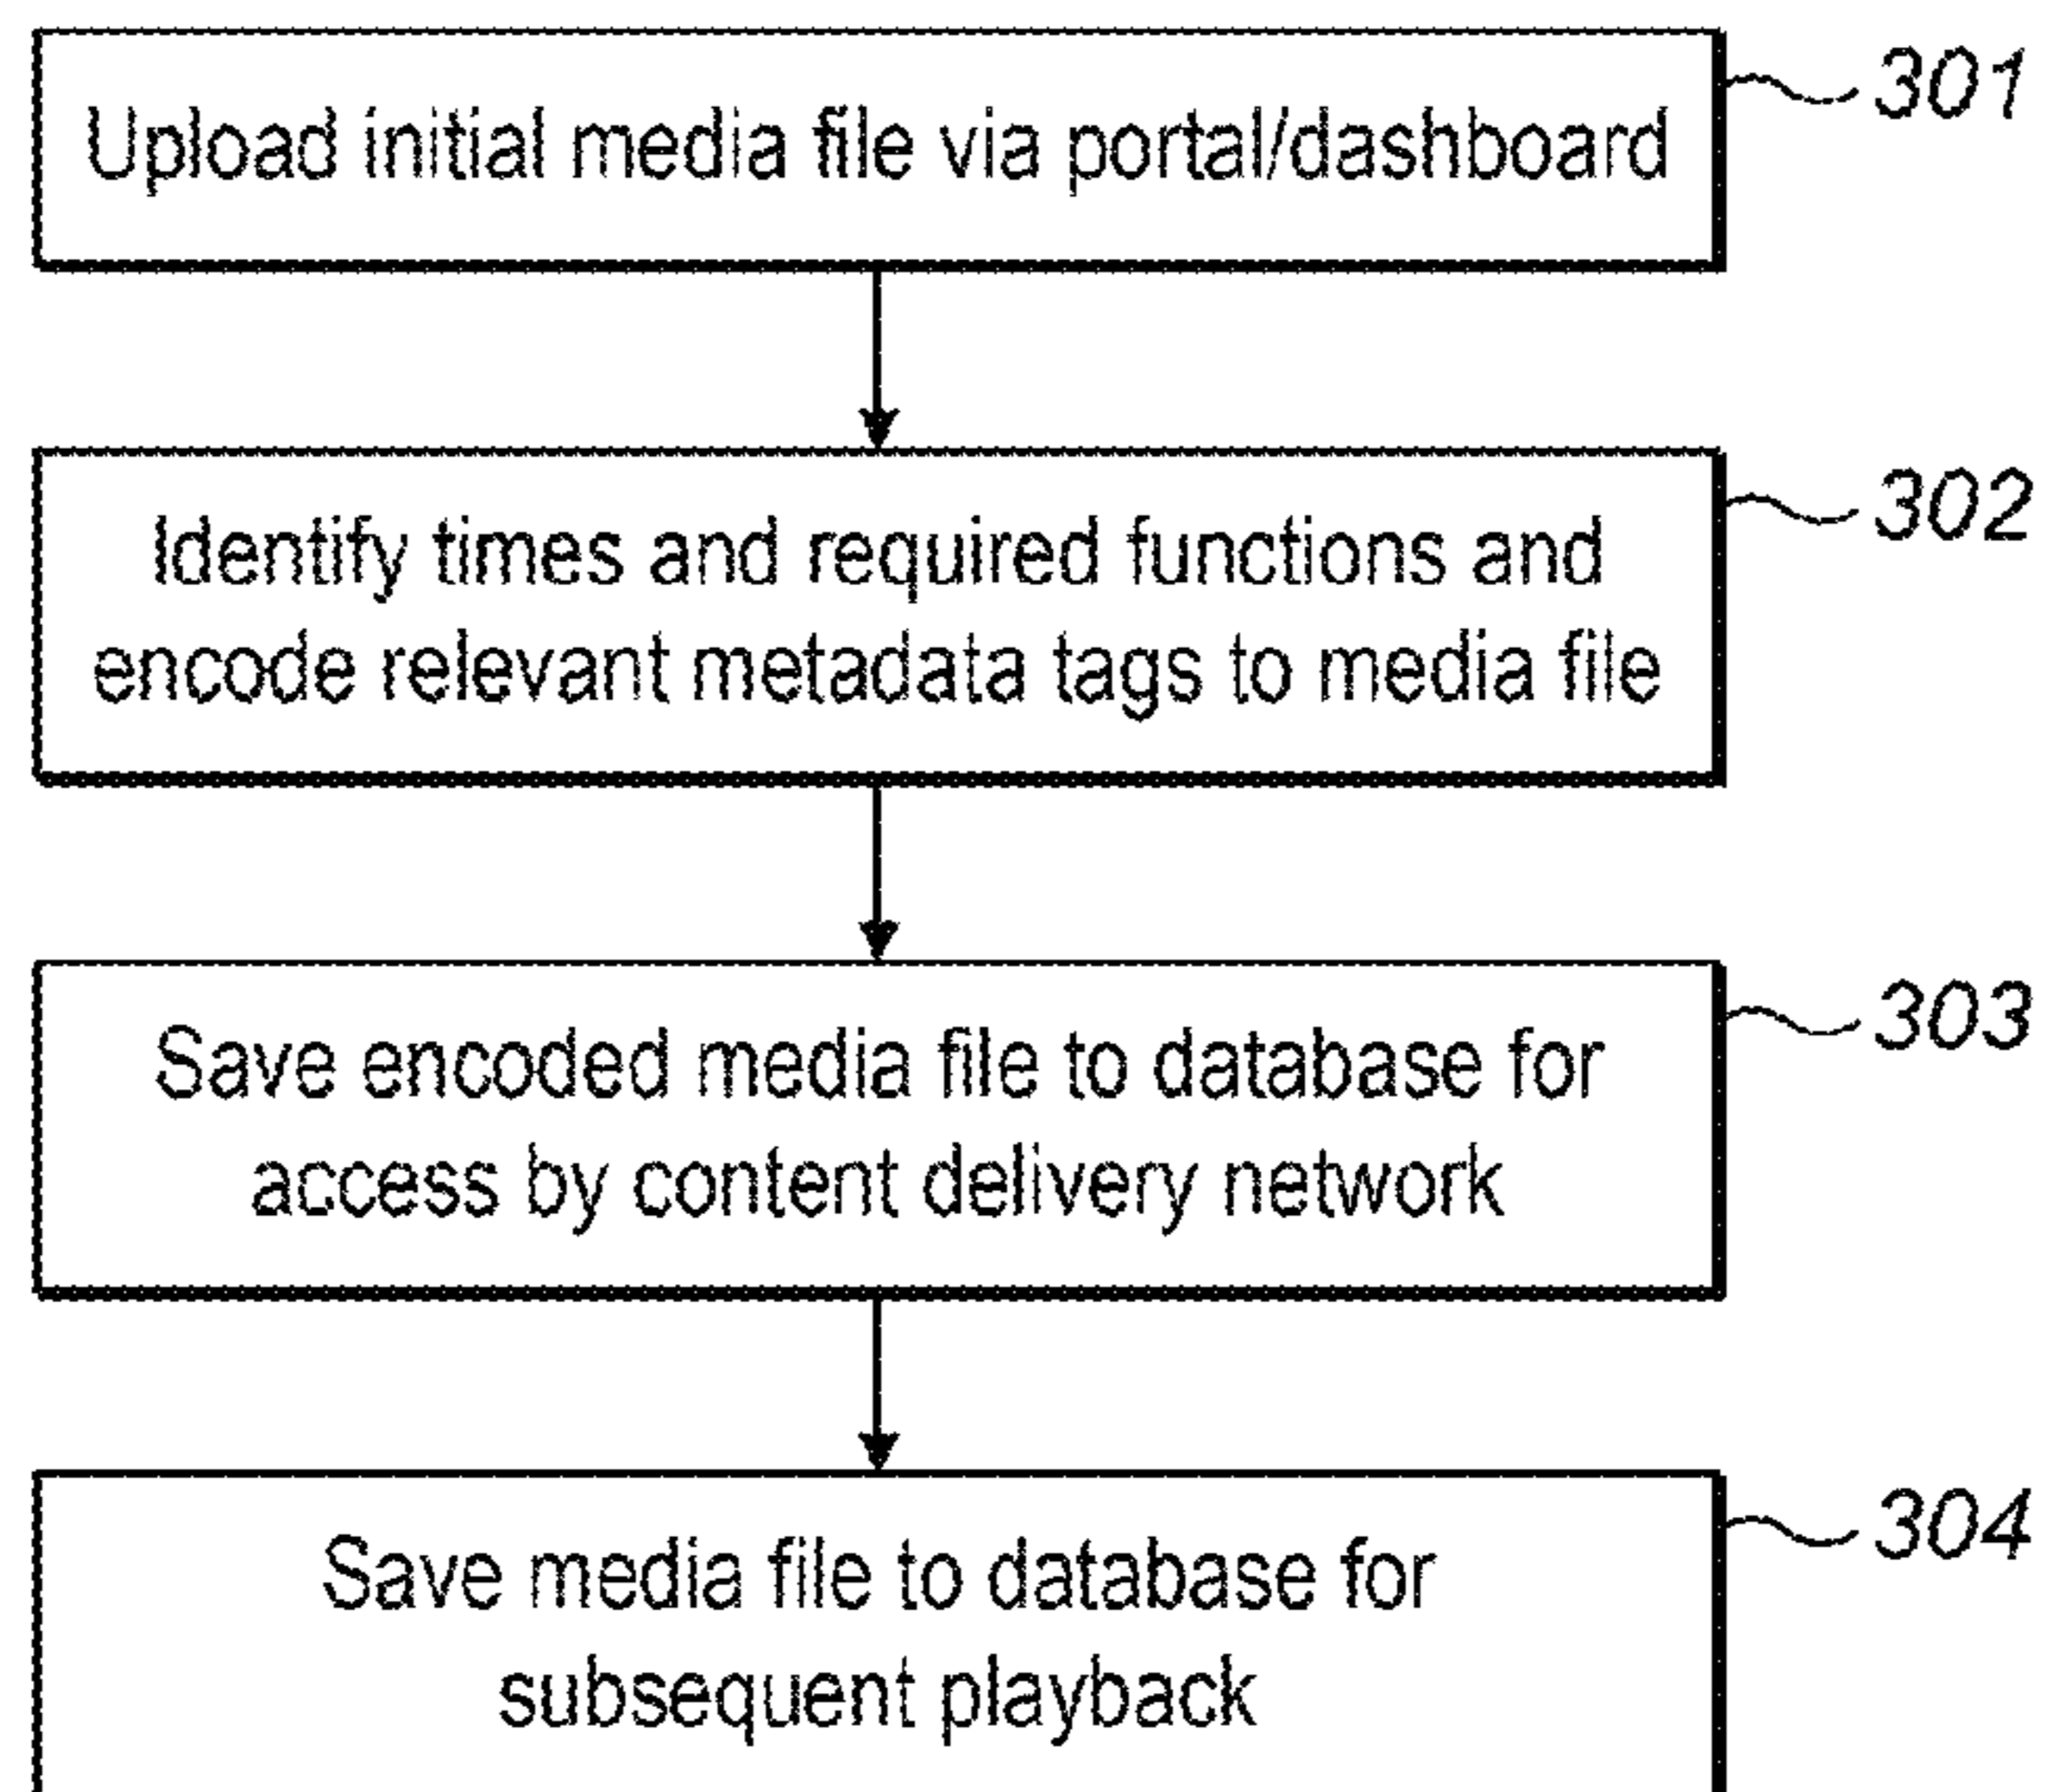 Upload initial media file via portal/dashboard
301
Identify times and required functions and
encode relevant metadata tags to media file
302
Save encoded media file to database for
access by content delivery network
303
Save media file to database for
subsequent playback
304